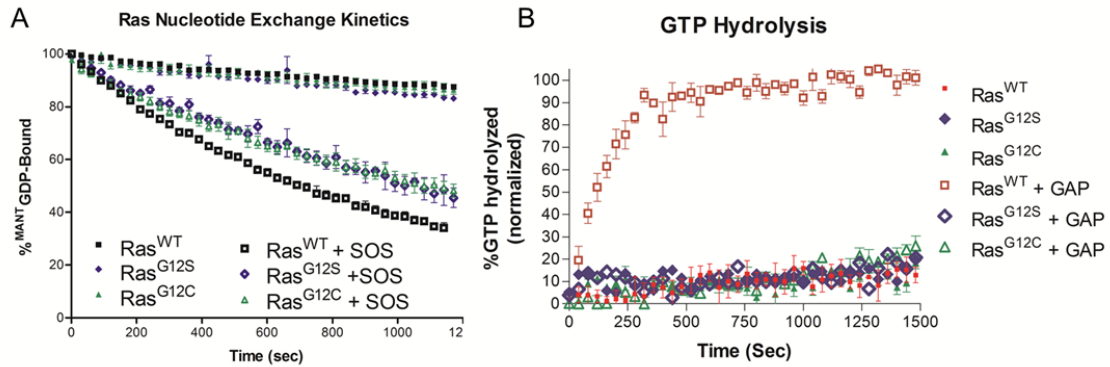 A
Ras Nucleotide Exchange Kinetics
%MANTGDP-Bound
100
80
60
40
20
0
0
200
400
600
800
1000
12
Time (sec)
RasWT
RasG12S
RasG12C
RasWT + SOS
RasG12S +SOS
RasG12C + SOS
B
GTP Hydrolysis
%GTP hydrolyzed
(normalized)
100
90
80
70
60
50
40
30
20
10
0
0
250
500
750
1000
1250
1500
Time (Sec)
RasWT
RasG12S
RasG12C
RasWT + GAP
RasG12S + GAP
RasG12C + GAP